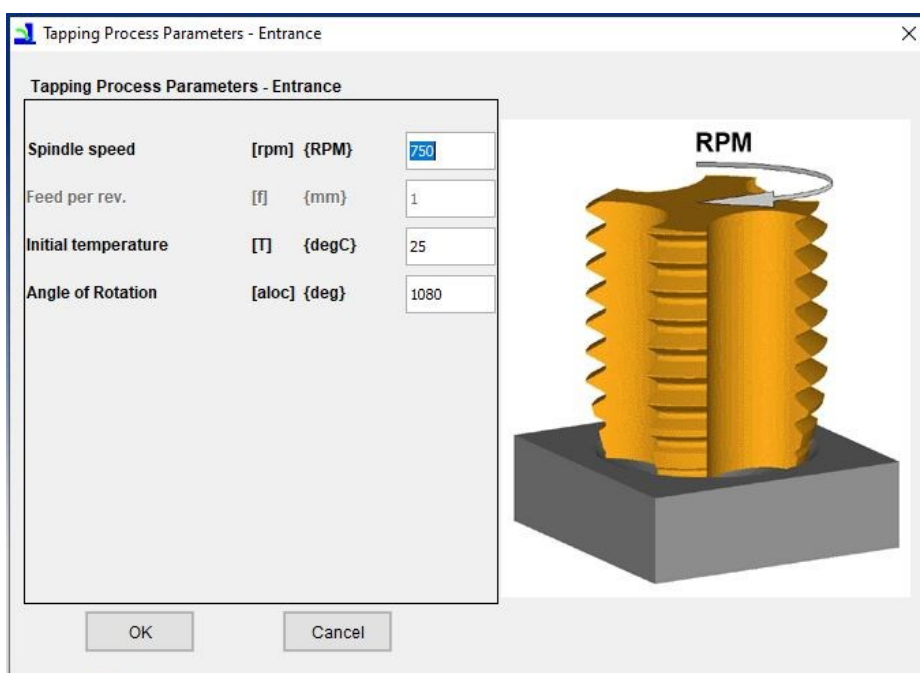 Tapping Process Parameters - Entrance
Tapping Process Parameters - Entrance
Spindle speed [rpm] {RPM} 750
Feed per rev. [f] {mm} 1
Initial temperature [T] {degC} 25
Angle of Rotation [aloc] {deg} 1080
RPM
OK Cancel